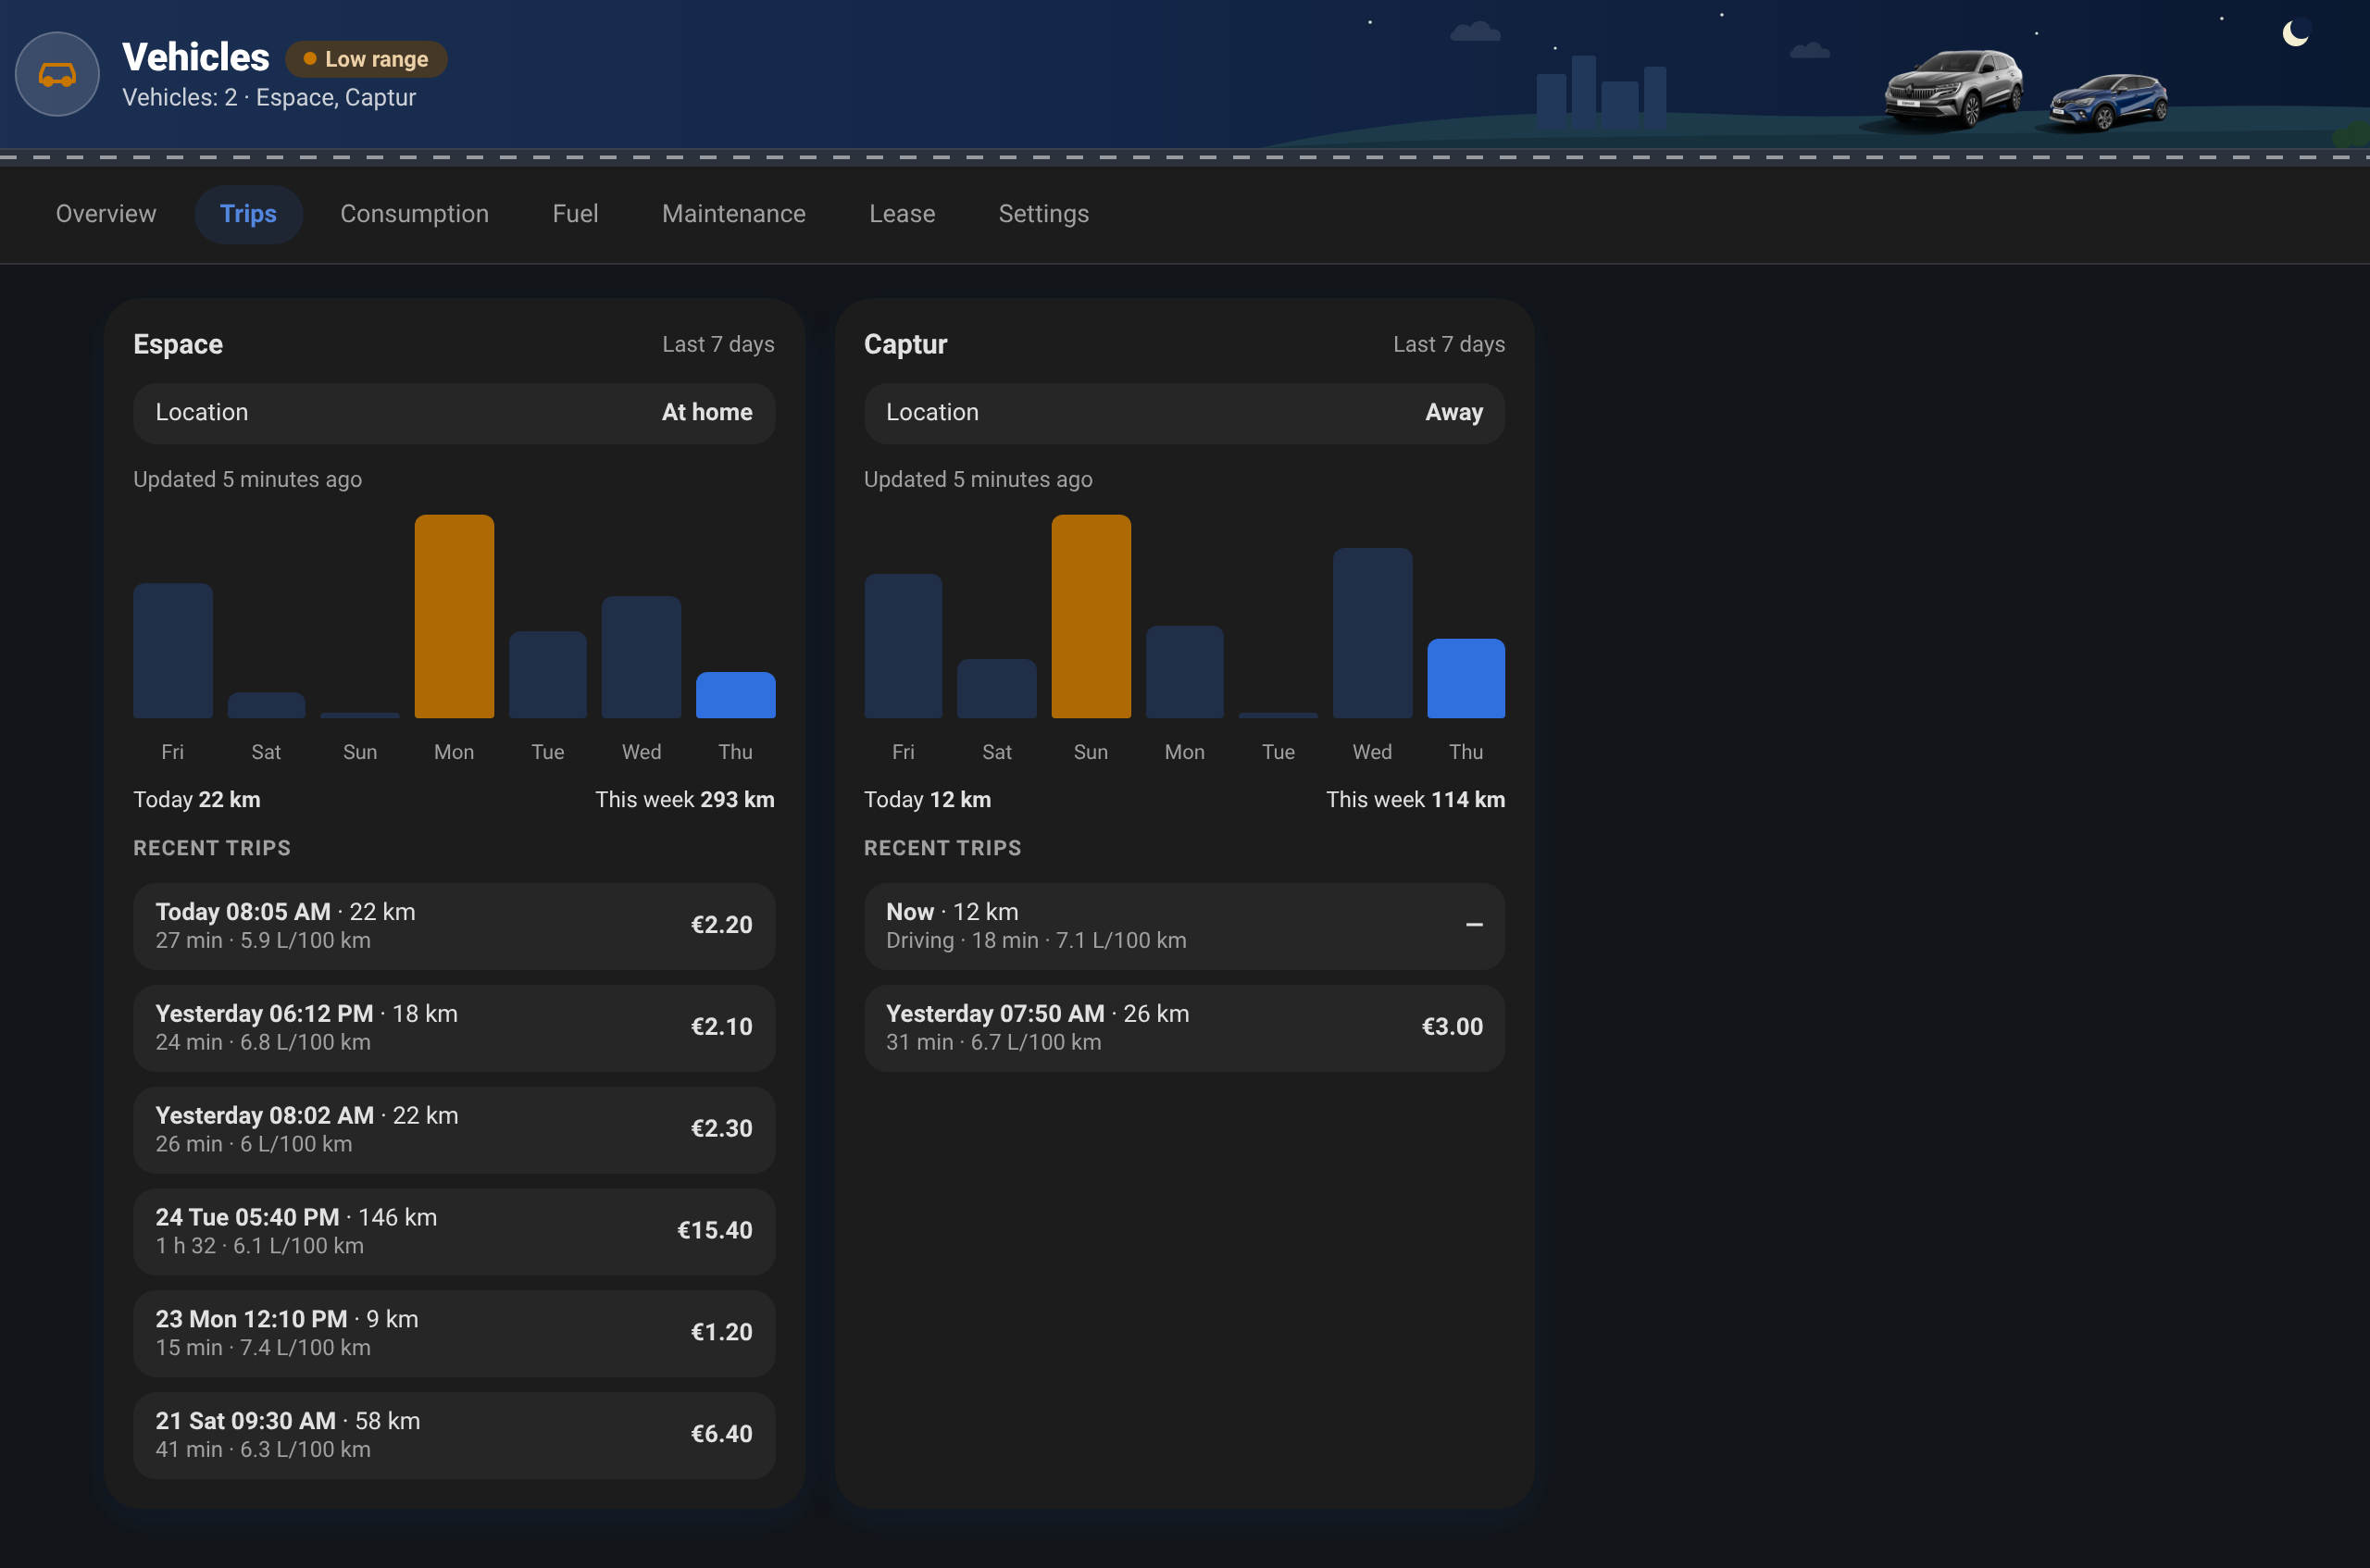 Vehicles
Low range
Vehicles: 2 · Espace, Captur
Overview
Trips
Consumption
Fuel
Maintenance
Lease
Settings
Espace
Last 7 days
Location
At home
Updated 5 minutes ago
Fri Sat Sun Mon Tue Wed Thu
Today 22 km
This week 293 km
RECENT TRIPS
Today 08:05 AM · 22 km
27 min · 5.9 L/100 km
€2.20
Yesterday 06:12 PM · 18 km
24 min · 6.8 L/100 km
€2.10
Yesterday 08:02 AM · 22 km
26 min · 6 L/100 km
€2.30
24 Tue 05:40 PM · 146 km
1 h 32 · 6.1 L/100 km
€15.40
23 Mon 12:10 PM · 9 km
15 min · 7.4 L/100 km
€1.20
21 Sat 09:30 AM · 58 km
41 min · 6.3 L/100 km
€6.40
Captur
Last 7 days
Location
Away
Updated 5 minutes ago
Fri Sat Sun Mon Tue Wed Thu
Today 12 km
This week 114 km
RECENT TRIPS
Now · 12 km
Driving · 18 min · 7.1 L/100 km
–
Yesterday 07:50 AM · 26 km
31 min · 6.7 L/100 km
€3.00